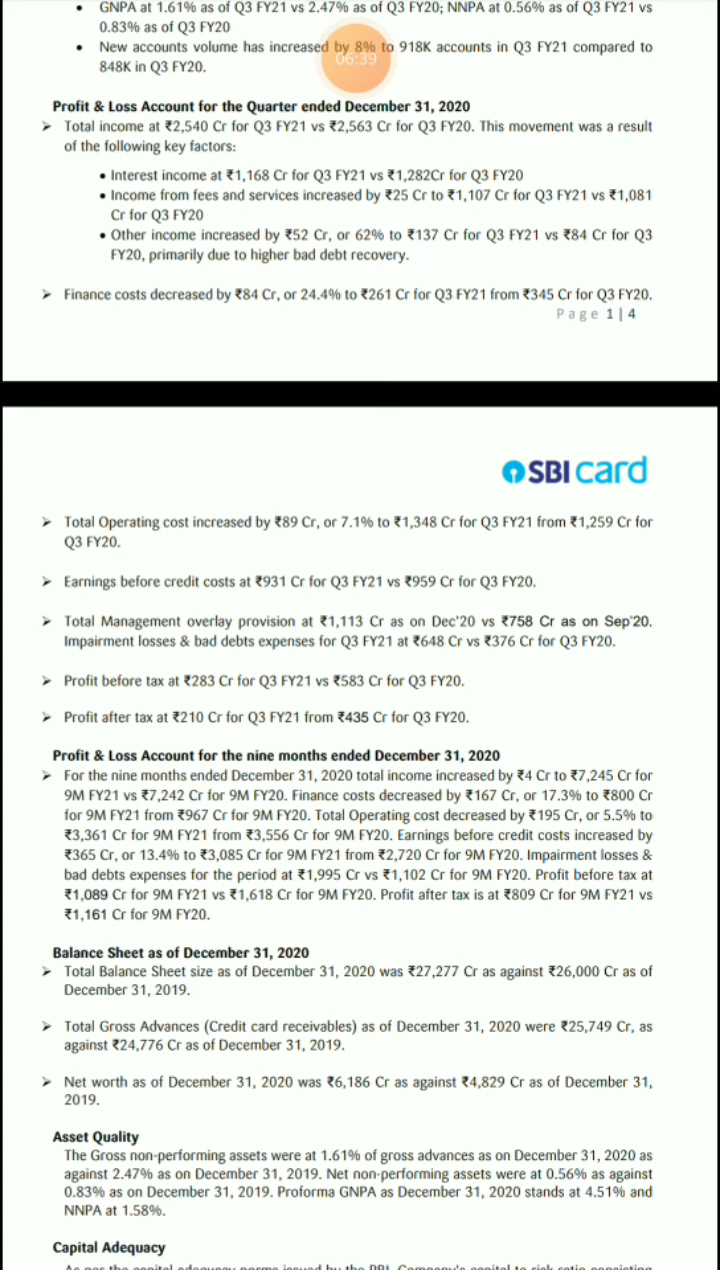 • GNPA at 1.61% as of Q3 FY21 vs 2.47% as of Q3 FY20; NNPA at 0.56% as of Q3 FY21 vs
0.83% as of Q3 FY20
• New accounts volume has increased by 8% to 918K accounts in Q3 FY21 compared to
848K in Q3 FY20.
06:39
Profit & Loss Account for the Quarter ended December 31, 2020
➢ Total income at ₹2,540 Cr for Q3 FY21 vs ₹2,563 Cr for Q3 FY20. This movement was a result
of the following key factors:
• Interest income at ₹1,168 Cr for Q3 FY21 vs ₹1,282Cr for Q3 FY20
• Income from fees and services increased by ₹25 Cr to ₹1,107 Cr for Q3 FY21 vs ₹1,081
Cr for Q3 FY20
• Other income increased by ₹52 Cr, or 62% to ₹137 Cr for Q3 FY21 vs ₹84 Cr for Q3
FY20, primarily due to higher bad debt recovery.
➢ Finance costs decreased by ₹84 Cr, or 24.4% to ₹261 Cr for Q3 FY21 from ₹345 Cr for Q3 FY20.
Page 1|4
SBI card
➢ Total Operating cost increased by ₹89 Cr, or 7.1% to ₹1,348 Cr for Q3 FY21 from ₹1,259 Cr for
Q3 FY20.
➢ Earnings before credit costs at ₹931 Cr for Q3 FY21 vs ₹959 Cr for Q3 FY20.
➢ Total Management overlay provision at ₹1,113 Cr as on Dec'20 vs ₹758 Cr as on Sep'20.
Impairment losses & bad debts expenses for Q3 FY21 at ₹648 Cr vs ₹376 Cr for Q3 FY20.
➢ Profit before tax at ₹283 Cr for Q3 FY21 vs ₹583 Cr for Q3 FY20.
➢ Profit after tax at ₹210 Cr for Q3 FY21 from ₹435 Cr for Q3 FY20.
Profit & Loss Account for the nine months ended December 31, 2020
➢ For the nine months ended December 31, 2020 total income increased by ₹4 Cr to ₹7,245 Cr for
9M FY21 vs ₹7,242 Cr for 9M FY20. Finance costs decreased by ₹167 Cr, or 17.3% to ₹800 Cr
for 9M FY21 from ₹967 Cr for 9M FY20. Total Operating cost decreased by ₹195 Cr, or 5.5% to
₹3,361 Cr for 9M FY21 from ₹3,556 Cr for 9M FY20. Earnings before credit costs increased by
₹365 Cr, or 13.4% to ₹3,085 Cr for 9M FY21 from ₹2,720 Cr for 9M FY20. Impairment losses &
bad debts expenses for the period at ₹1,995 Cr vs ₹1,102 Cr for 9M FY20. Profit before tax at
₹1,089 Cr for 9M FY21 vs ₹1,618 Cr for 9M FY20. Profit after tax is at ₹809 Cr for 9M FY21 vs
₹1,161 Cr for 9M FY20.
Balance Sheet as of December 31, 2020
➢ Total Balance Sheet size as of December 31, 2020 was ₹27,277 Cr as against ₹26,000 Cr as of
December 31, 2019.
➢ Total Gross Advances (Credit card receivables) as of December 31, 2020 were ₹25,749 Cr, as
against ₹24,776 Cr as of December 31, 2019.
➢ Net worth as of December 31, 2020 was ₹6,186 Cr as against ₹4,829 Cr as of December 31,
2019.
Asset Quality
The Gross non-performing assets were at 1.61% of gross advances as on December 31, 2020 as
against 2.47% as on December 31, 2019. Net non-performing assets were at 0.56% as against
0.83% as on December 31, 2019. Proforma GNPA as December 31, 2020 stands at 4.51% and
NNPA at 1.58%.
Capital Adequacy
As per the capital adequacy norms issued by the RBI, Company's capital to risk ratio consisting